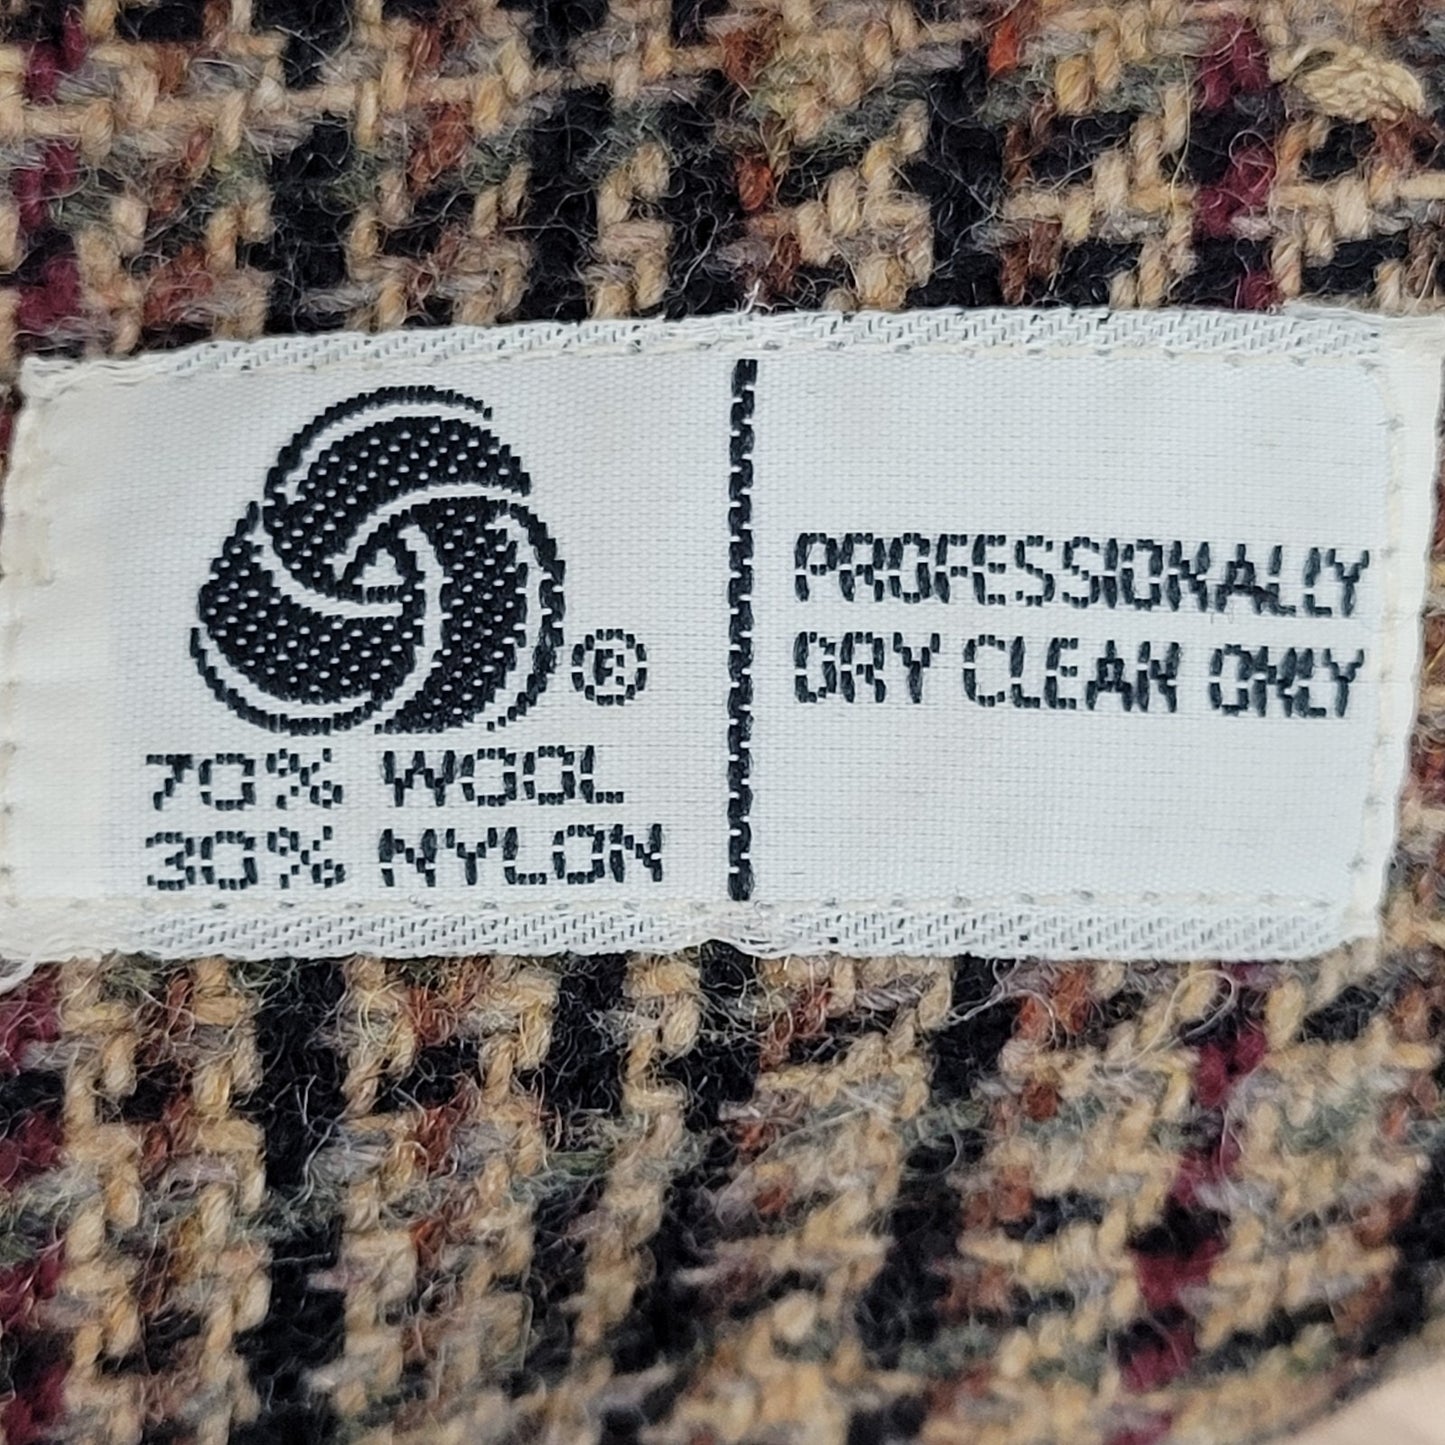 ®
70% WOOL
30% NYLON
PROFESSIONALLY
DRY CLEAN ONLY